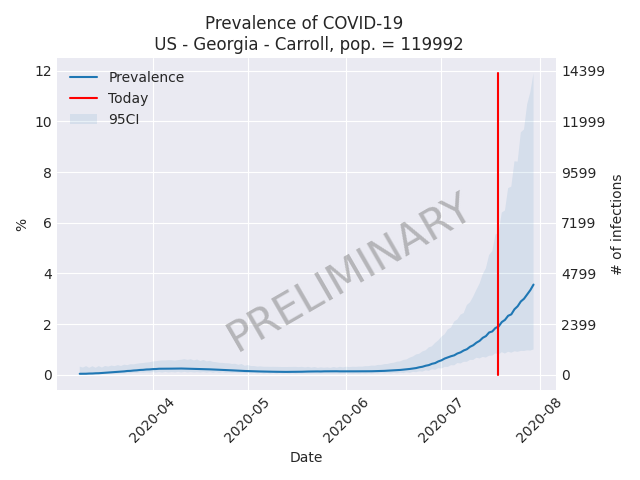 Prevalence of COVID-19
US - Georgia - Carroll, pop. = 119992
Prevalence
Today
95CI
12
10
8
6
4
2
0
%
14399
11999
9599
7199
4799
2399
0
# of infections
PRELIMINARY
2020-04
2020-05
2020-06
2020-07
2020-08
Date